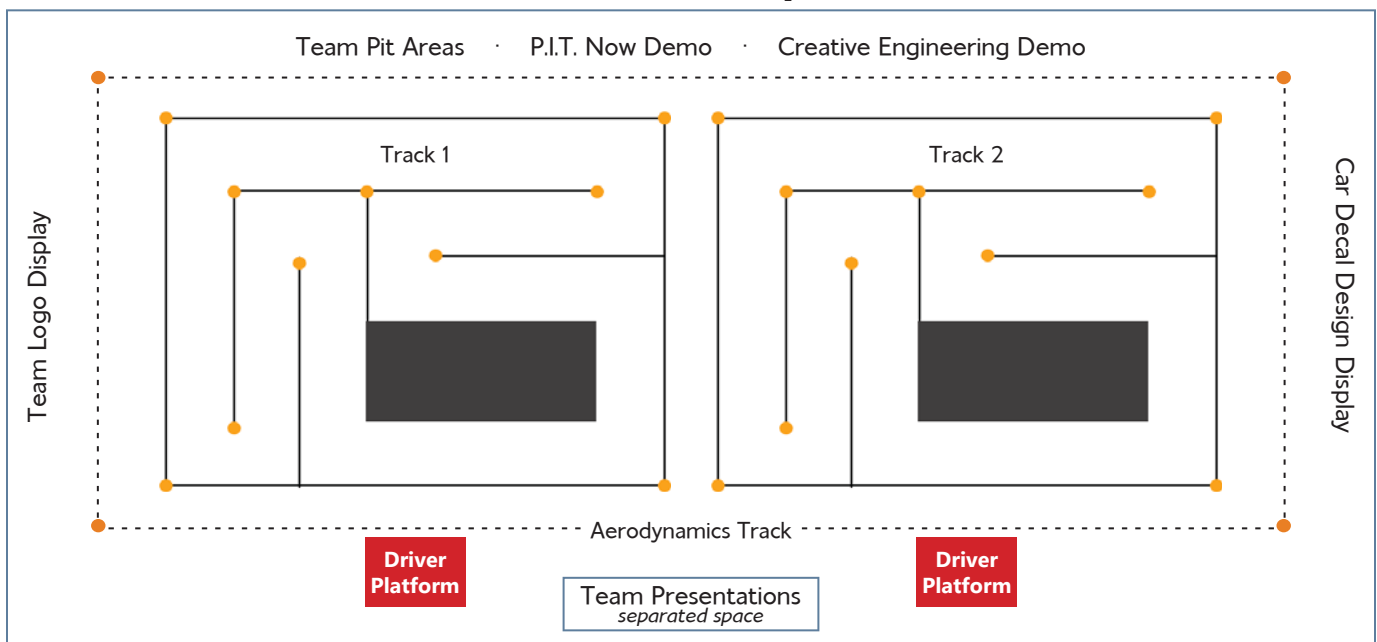 Team Pit Areas · P.I.T. Now Demo · Creative Engineering Demo
Track 1
Track 2
Team Logo Display
Car Decal Design Display
Aerodynamics Track
Driver
Platform
Driver
Platform
Team Presentations
separated space